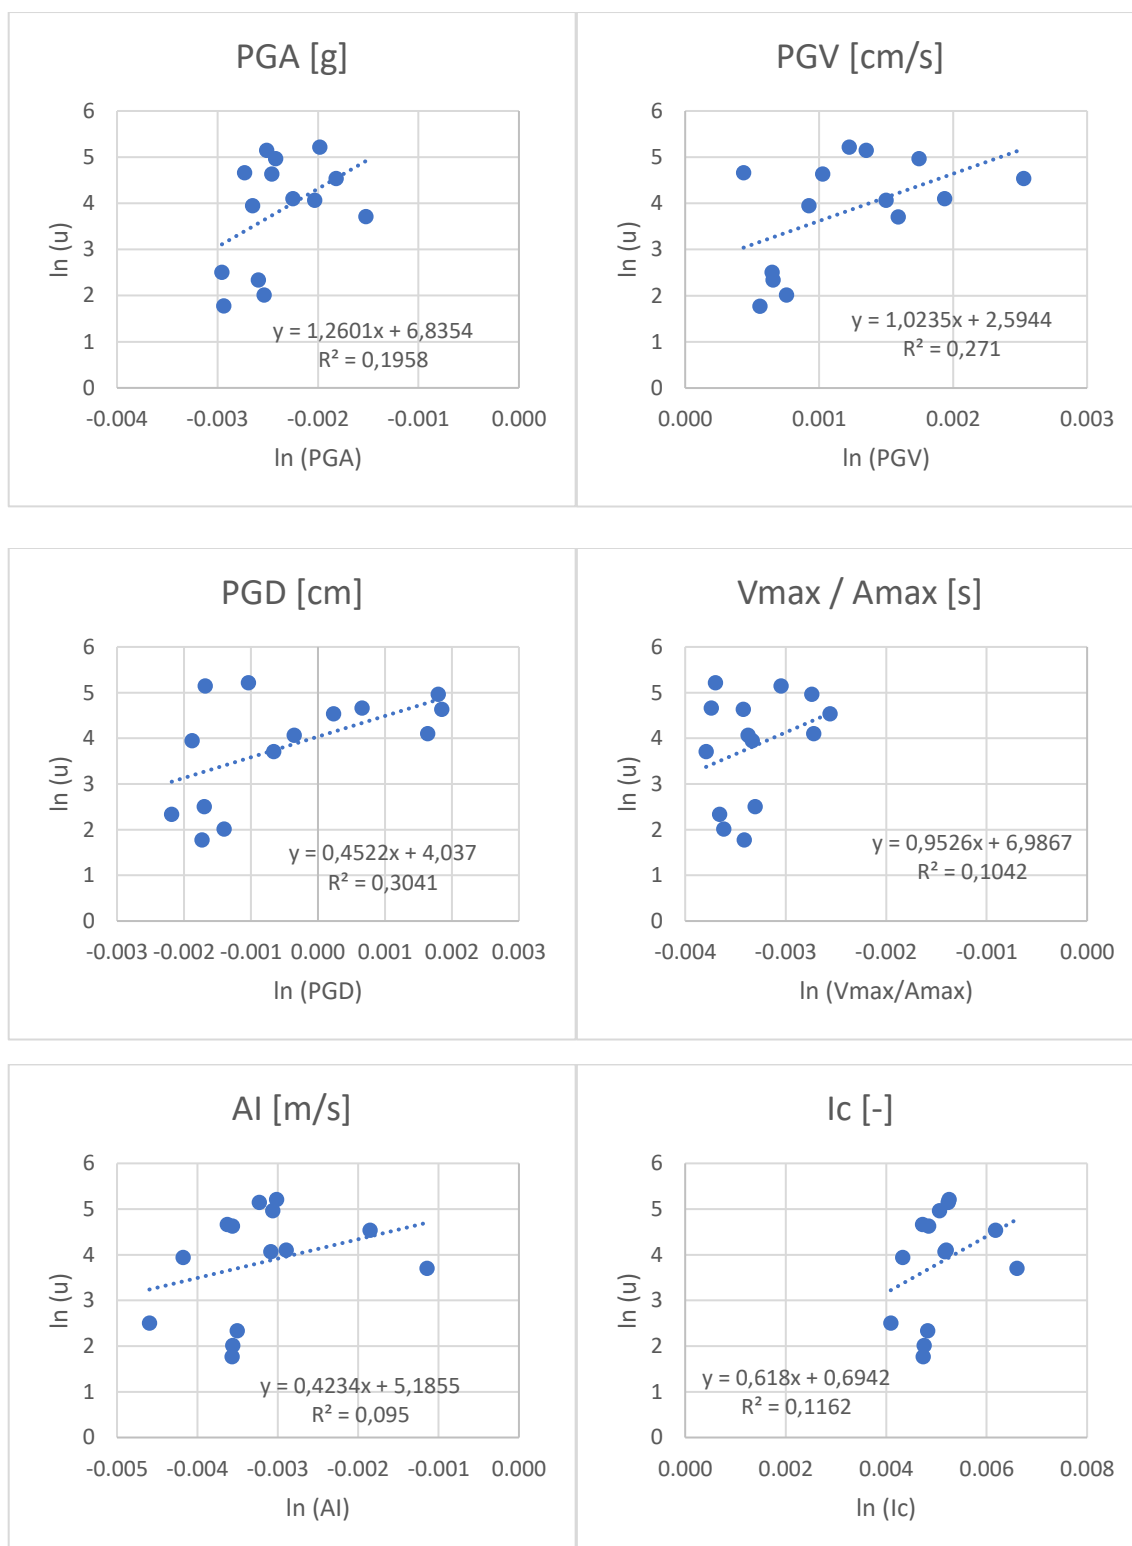 PGA [g]
6
5
4
3
2
1
0
ln (u)
y = 1,2601x + 6,8354
R² = 0,1958
-0.004 -0.003 -0.002 -0.001 0.000
ln (PGA)
PGV [cm/s]
6
5
4
3
2
1
0
ln (u)
y = 1,0235x + 2,5944
R² = 0,271
0.000 0.001 0.002 0.003
ln (PGV)
PGD [cm]
6
5
4
3
2
1
0
ln (u)
y = 0,4522x + 4,037
R² = 0,3041
-0.003 -0.002 -0.001 0.000 0.001 0.002 0.003
ln (PGD)
Vmax / Amax [s]
6
5
4
3
2
1
0
ln (u)
y = 0,9526x + 6,9867
R² = 0,1042
-0.004 -0.003 -0.002 -0.001 0.000
ln (Vmax/Amax)
AI [m/s]
6
5
4
3
2
1
0
ln (u)
y = 0,4234x + 5,1855
R² = 0,095
-0.005 -0.004 -0.003 -0.002 -0.001 0.000
ln (AI)
Ic [-]
6
5
4
3
2
1
0
ln (u)
y = 0,618x + 0,6942
R² = 0,1162
0.000 0.002 0.004 0.006 0.008
ln (Ic)